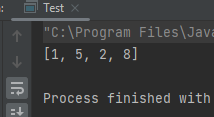 Test
"C:\Program Files\Java
[1, 5, 2, 8]
Process finished with